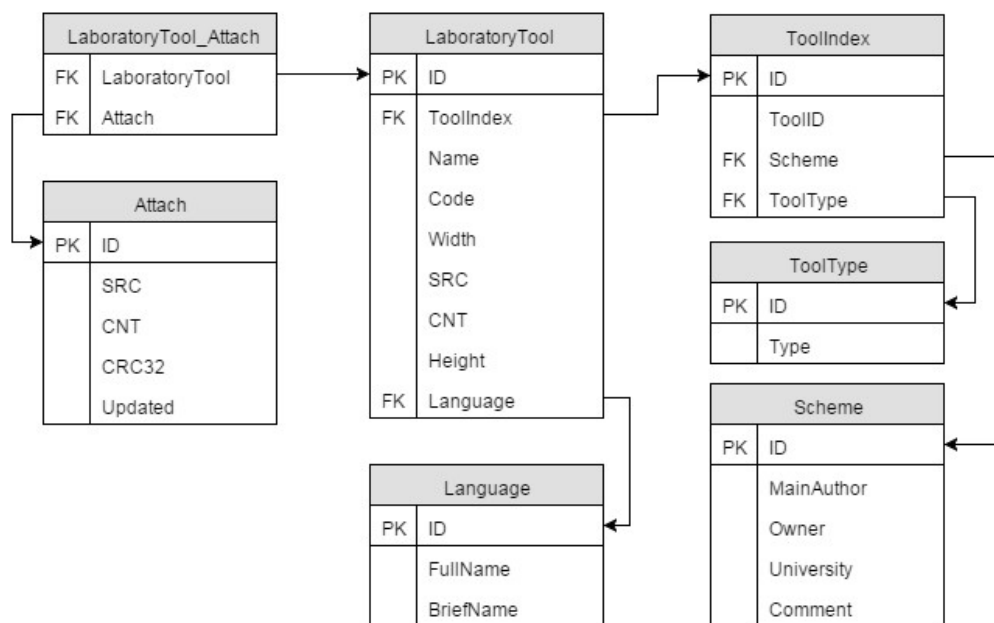 LaboratoryTool_Attach
FK LaboratoryTool
FK Attach
Attach
PK ID
SRC
CNT
CRC32
Updated
LaboratoryTool
PK ID
FK ToolIndex
Name
Code
Width
SRC
CNT
Height
FK Language
Language
PK ID
FullName
BriefName
ToolIndex
PK ID
ToolID
FK Scheme
FK ToolType
ToolType
PK ID
Type
Scheme
PK ID
MainAuthor
Owner
University
Comment